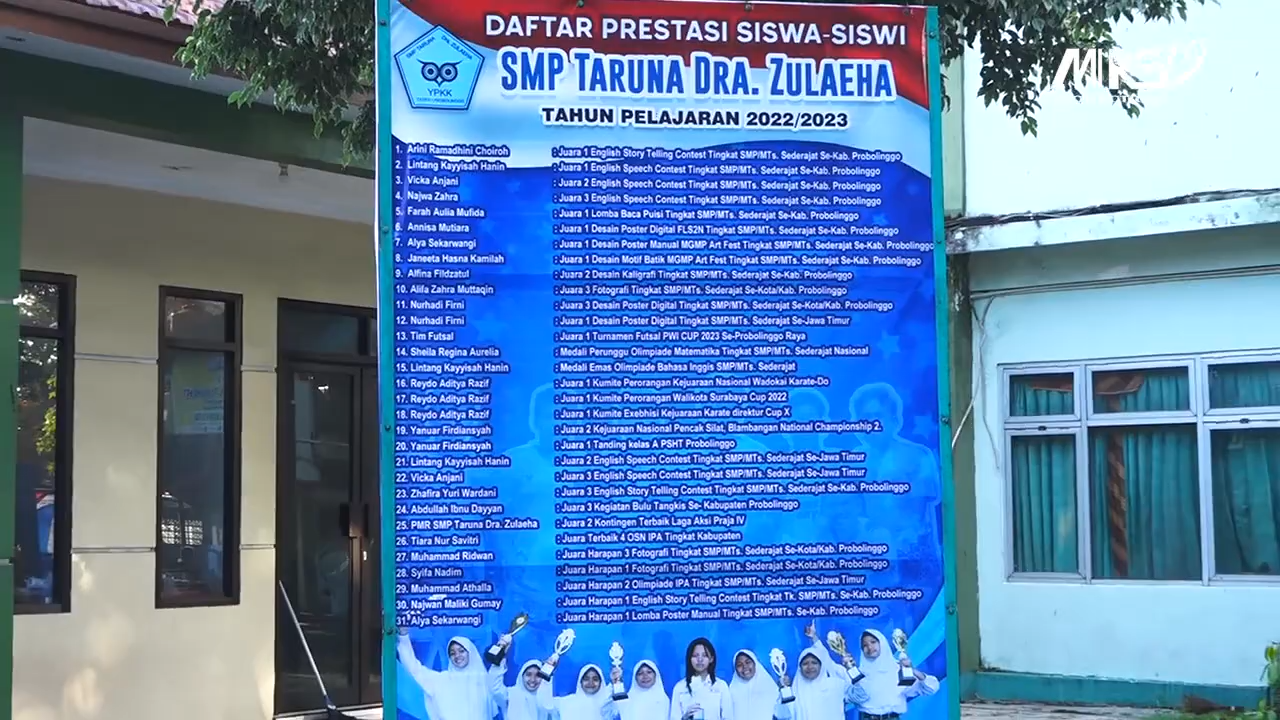 DAFTAR PRESTASI SISWA-SISWI
SMP TARUNA DRA. ZULAEHA
TAHUN PELAJARAN 2022/2023
SMP TARUNA DRA. ZULAEHA
YPKK
1. Arini Ramadhini Choiroh : Juara 1 English Story Telling Contest Tingkat SMP/MTs. Sederajat Se-Kab. Probolinggo
2. Lintang Kayyisah Hanin : Juara 1 English Speech Contest Tingkat SMP/MTs. Sederajat Se-Kab. Probolinggo
3. Vicka Anjani : Juara 2 English Speech Contest Tingkat SMP/MTs. Sederajat Se-Kab. Probolinggo
4. Najwa Zahra : Juara 3 English Speech Contest Tingkat SMP/MTs. Sederajat Se-Kab. Probolinggo
5. Farah Aulia Mufida : Juara 1 Lomba Baca Puisi Tingkat SMP/MTs. Sederajat Se-Kab. Probolinggo
6. Annisa Mutiara : Juara 1 Desain Poster Digital FLS2N Tingkat SMP/MTs. Sederajat Se-Kab. Probolinggo
7. Alya Sekarwangi : Juara 1 Desain Poster Manual MGMP Art Fest Tingkat SMP/MTs. Sederajat Se-Kab. Probolinggo
8. Janeeta Hasna Kamilah : Juara 1 Desain Motif Batik MGMP Art Fest Tingkat SMP/MTs. Sederajat Se-Kab. Probolinggo
9. Alfina Fildzatul : Juara 2 Desain Kaligrafi Tingkat SMP/MTs. Sederajat Se-Kab. Probolinggo
10. Alifa Zahra Muttaqin : Juara 3 Fotografi Tingkat SMP/MTs. Sederajat Se-Kota/Kab. Probolinggo
11. Nurhadi Firni : Juara 3 Desain Poster Digital Tingkat SMP/MTs. Sederajat Se-Kota/Kab. Probolinggo
12. Nurhadi Firni : Juara 1 Desain Poster Digital Tingkat SMP/MTs. Sederajat Se-Jawa Timur
13. Tim Futsal : Juara 1 Turnamen Futsal PWI CUP 2023 Se-Probolinggo Raya
14. Sheila Regina Aurelia : Medali Perunggu Olimpiade Matematika Tingkat SMP/MTs. Sederajat Nasional
15. Lintang Kayyisah Hanin : Medali Emas Olimpiade Bahasa Inggis SMP/MTs. Sederajat
16. Reydo Aditya Razif : Juara 1 Kumite Perorangan Kejuaraan Nasional Wadokai Karate-Do
17. Reydo Aditya Razif : Juara 1 Kumite Perorangan Walikota Surabaya Cup 2022
18. Reydo Aditya Razif : Juara 1 Kumite Exebhisi Kejuaraan Karate direktur Cup X
19. Yanuar Firdiansyah : Juara 2 Kejuaraan Nasional Pencak Silat, Blambangan National Championship 2.
20. Yanuar Firdiansyah : Juara 1 Tanding kelas A PSHT Probolinggo
21. Lintang Kayyisah Hanin : Juara 2 English Speech Contest Tingkat SMP/MTs. Sederajat Se-Jawa Timur
22. Vicka Anjani : Juara 3 English Speech Contest Tingkat SMP/MTs. Sederajat Se-Jawa Timur
23. Zhafira Yuri Wardani : Juara 3 English Story Telling Contest Tingkat SMP/MTs. Sederajat Se-Kab. Probolinggo
24. Abdullah Ibnu Dayyan : Juara 3 Kegiatan Bulu Tangkis Se- Kabupaten Probolinggo
25. PMR SMP Taruna Dra. Zulaeha : Juara 2 Kontingen Terbaik Laga Aksi Praja IV
26. Tiara Nur Savitri : Juara Terbaik 4 OSN IPA Tingkat Kabupaten
27. Muhammad Ridwan : Juara Harapan 3 Fotografi Tingkat SMP/MTs. Sederajat Se-Kota/Kab. Probolinggo
28. Syifa Nadim : Juara Harapan 1 Fotografi Tingkat SMP/MTs. Sederajat Se-Kota/Kab. Probolinggo
29. Muhammad Athalla : Juara Harapan 2 Olimpiade IPA Tingkat SMP/MTs. Sederajat Se-Jawa Timur
30. Najwan Maliki Gumay : Juara Harapan 1 English Story Telling Contest Tingkat Tk. SMP/MTs. Se-Kab. Probolinggo
31. Alya Sekarwangi : Juara Harapan 1 Lomba Poster Manual Tingkat SMP/MTs. Se-Kab. Probolinggo